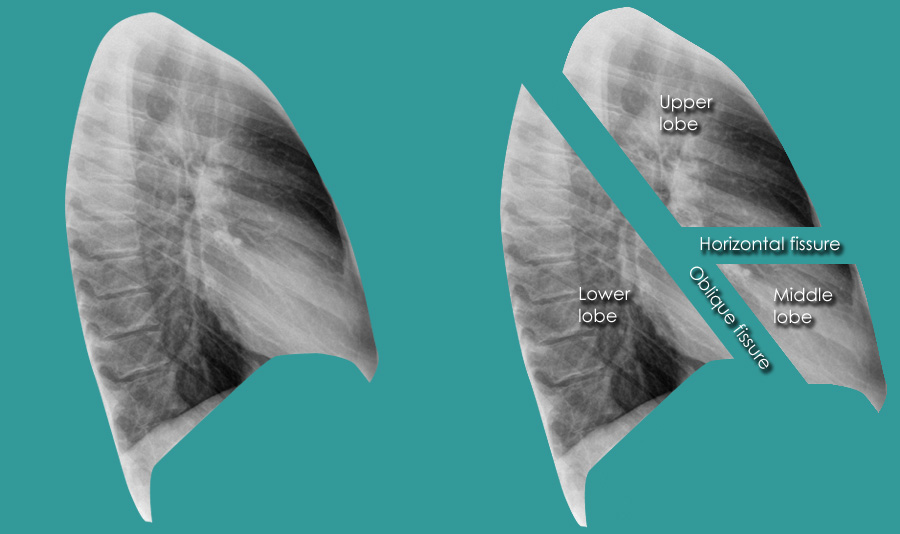 Upper
lobe
Horizontal fissure
Oblique fissure
Lower
lobe
Middle
lobe